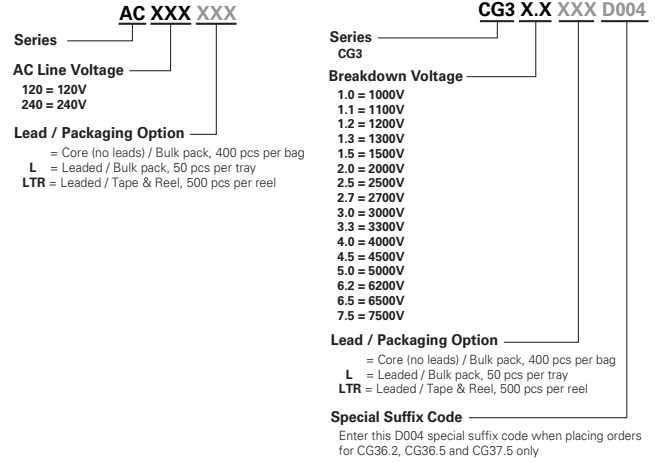 AC XXX XXX
Series
AC Line Voltage
120 = 120V
240 = 240V
Lead / Packaging Option
= Core (no leads) / Bulk pack, 400 pcs per bag
L = Leaded / Bulk pack, 50 pcs per tray
LTR = Leaded / Tape & Reel, 500 pcs per reel
CG3 X.X XXX D004
Series
CG3
Breakdown Voltage
1.0 = 1000V
1.1 = 1100V
1.2 = 1200V
1.3 = 1300V
1.5 = 1500V
2.0 = 2000V
2.5 = 2500V
2.7 = 2700V
3.0 = 3000V
3.3 = 3300V
4.0 = 4000V
4.5 = 4500V
5.0 = 5000V
6.2 = 6200V
6.5 = 6500V
7.5 = 7500V
Lead / Packaging Option
= Core (no leads) / Bulk pack, 400 pcs per bag
L = Leaded / Bulk pack, 50 pcs per tray
LTR = Leaded / Tape & Reel, 500 pcs per reel
Special Suffix Code
Enter this D004 special suffix code when placing orders
for CG36.2, CG36.5 and CG37.5 only